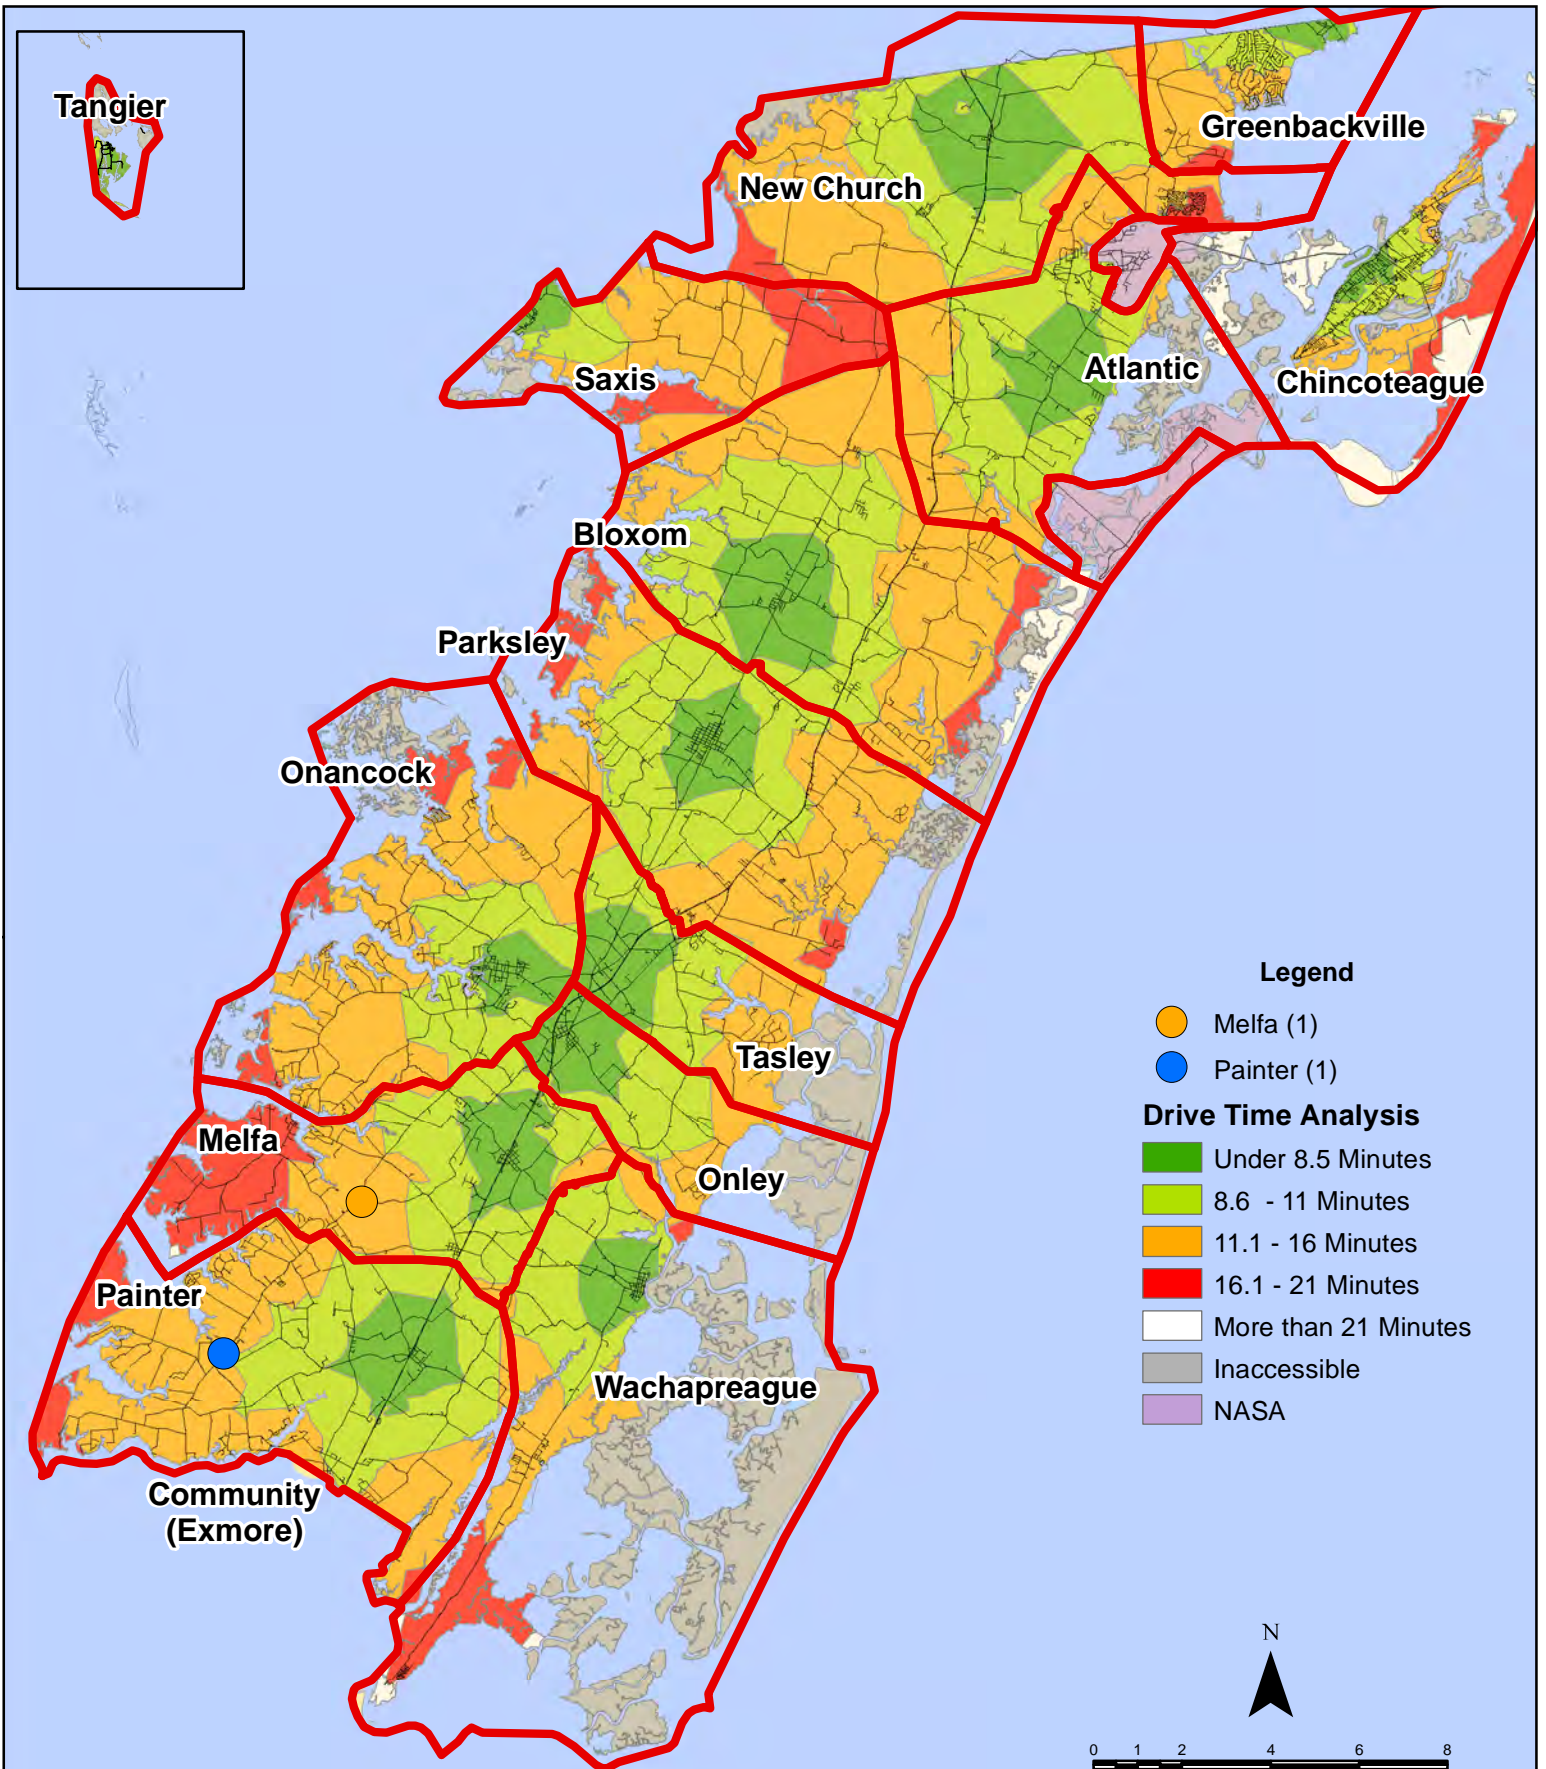 Tangier
Greenbackville
New Church
Atlantic
Saxis
Chincoteague
Bloxom
Parksley
Onancock
Tasley
Melfa
Onley
Painter
Wachapreague
Community
(Exmore)
Legend
Melfa (1)
Painter (1)
Drive Time Analysis
Under 8.5 Minutes
8.6 - 11 Minutes
11.1 - 16 Minutes
16.1 - 21 Minutes
More than 21 Minutes
Inaccessible
NASA
N
0 1 2 4 6 8